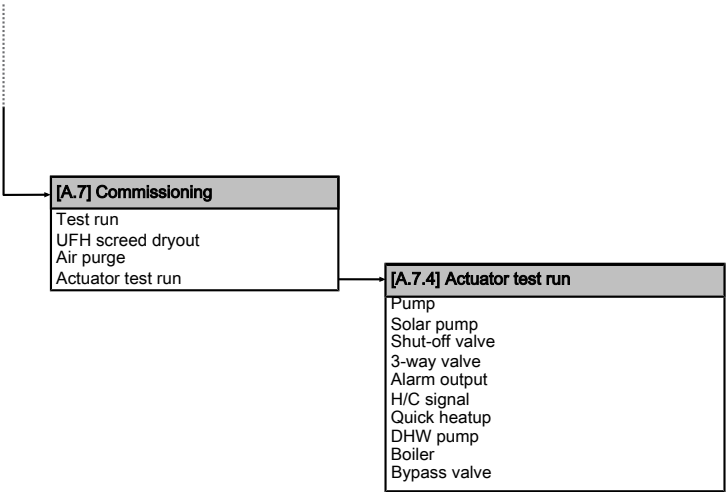 [A.7] Commissioning
Test run
UFH screed dryout
Air purge
Actuator test run
[A.7.4] Actuator test run
Pump
Solar pump
Shut-off valve
3-way valve
Alarm output
H/C signal
Quick heatup
DHW pump
Boiler
Bypass valve